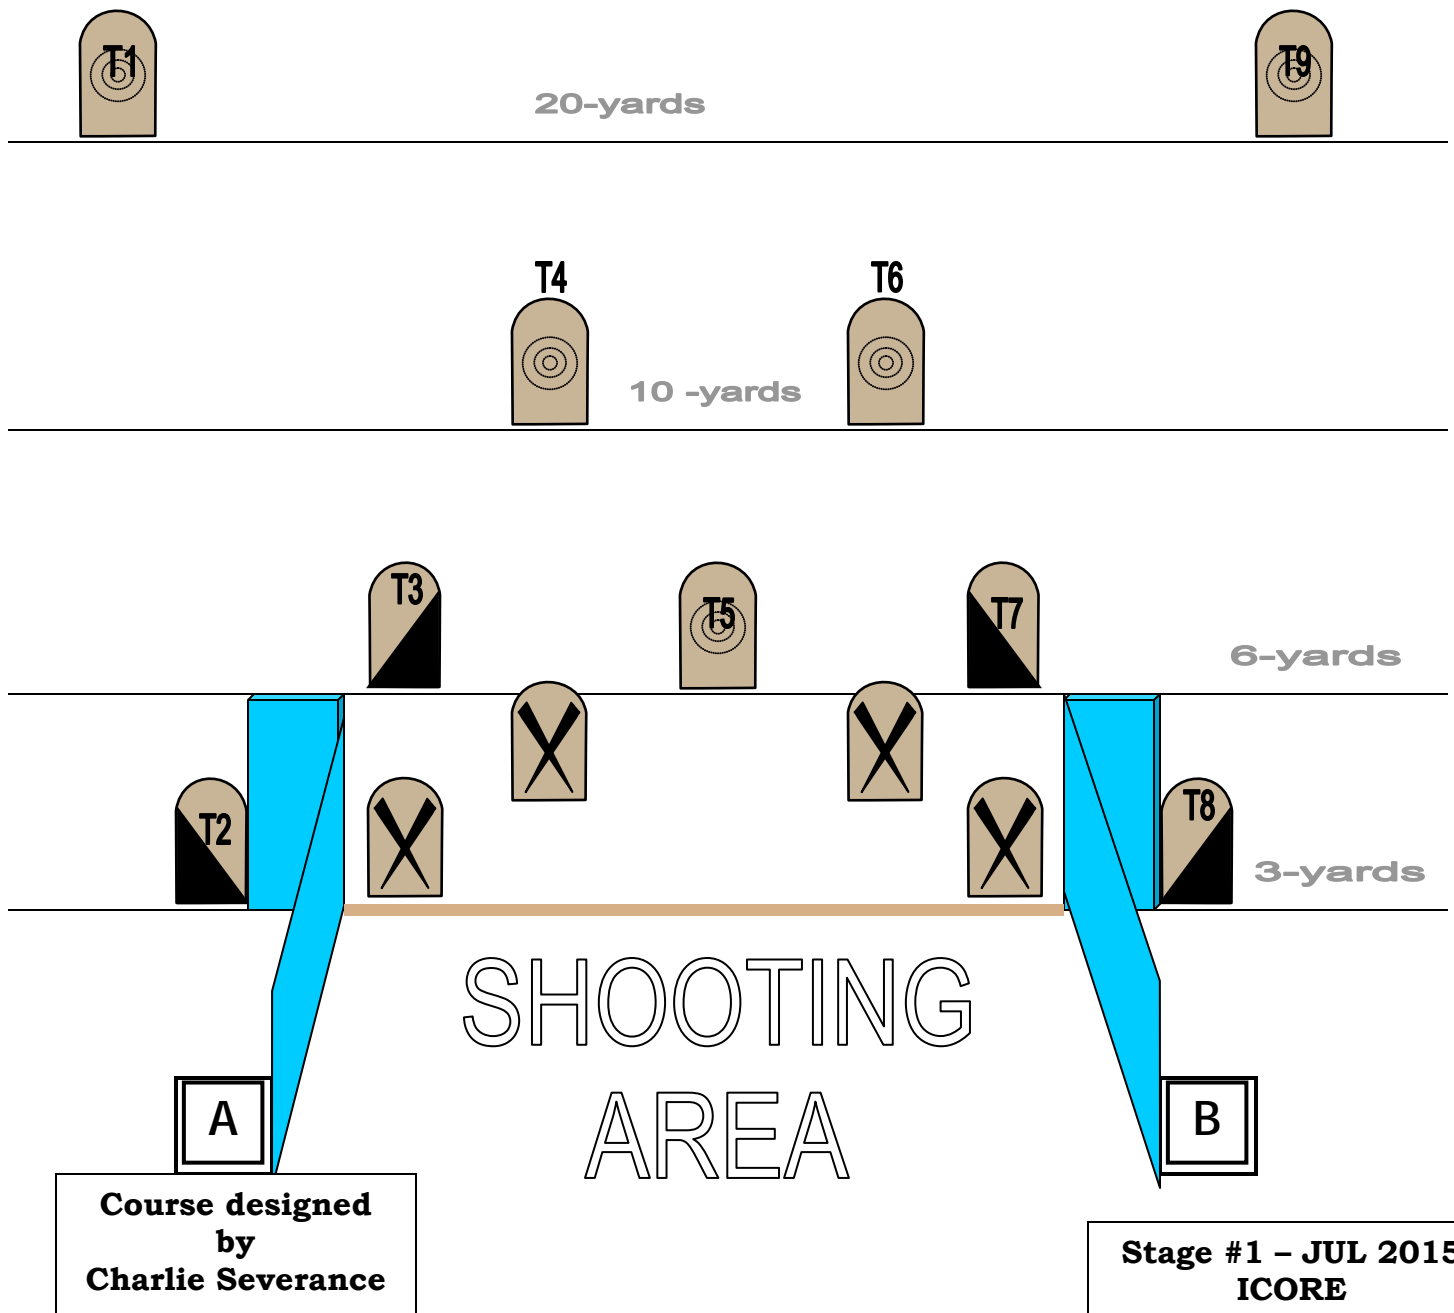 T1
T9
20-yards
T4
T6
10 -yards
T3
T5
T7
6-yards
T2
T8
3-yards
SHOOTING
AREA
A
B
Course designed
by
Charlie Severance
Stage #1 – JUL 2015
ICORE